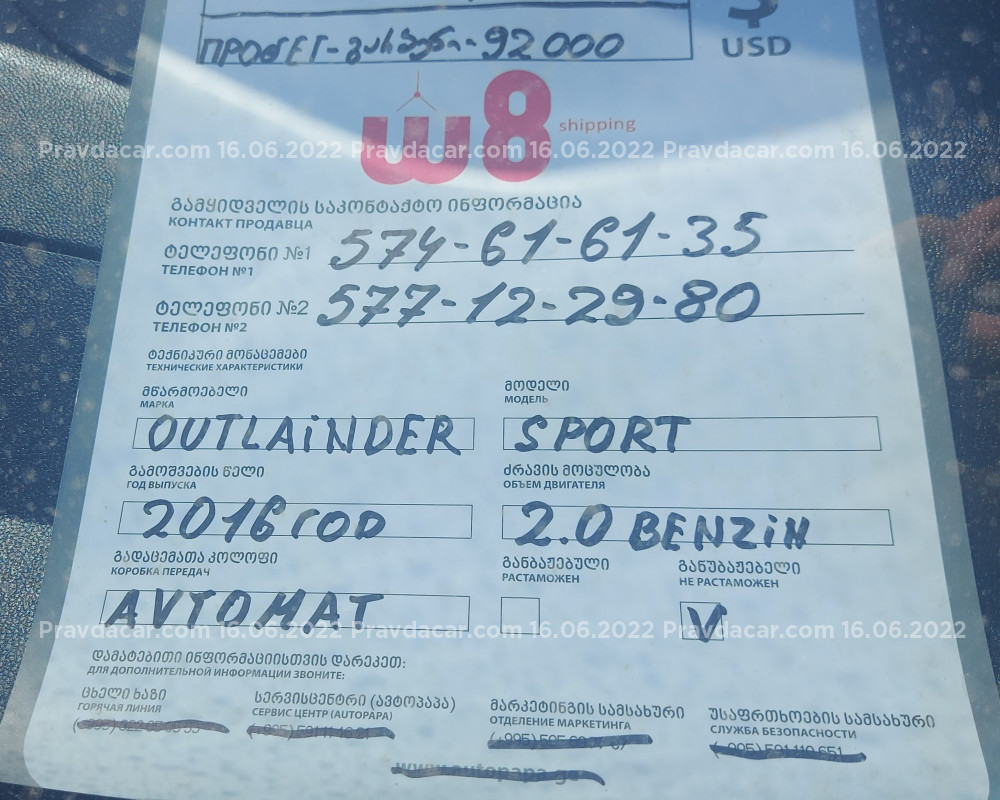 $
USD
ПРОБЕГ-გარბენი-92000
w8 shipping
Pravdacar.com 16.06.2022 Pravdacar.com 16.06.2022 Pravdacar.com 16.06.2022
ᲒᲐᲛᲧᲘᲓᲕᲔᲚᲘᲡ ᲡᲐᲙᲝᲜᲢᲐᲥᲢᲝ ᲘᲜᲤᲝᲠᲛᲐᲪᲘᲐ
КОНТАКТ ПРОДАВЦА
ᲢᲔᲚᲔᲤᲝᲜᲘ №1 574-61-61-35
ТЕЛЕФОН №1
ᲢᲔᲚᲔᲤᲝᲜᲘ №2 577-12-29-80
ТЕЛЕФОН №2
ᲢᲔᲥᲜᲘᲙᲣᲠᲘ ᲛᲝᲜᲐᲪᲔᲛᲔᲑᲘ
ТЕХНИЧЕСКИЕ ХАРАКТЕРИСТИКИ
ᲛᲬᲐᲠᲛᲝᲔᲑᲔᲚᲘ ᲛᲝᲓᲔᲚᲘ
МАРКА МОДЕЛЬ
OUTLAiNDER SPORT
ᲒᲐᲛᲝᲨᲕᲔᲑᲘᲡ ᲬᲔᲚᲘ ᲫᲠᲐᲕᲘᲡ ᲛᲝᲪᲣᲚᲝᲑᲐ
ГОД ВЫПУСКА ОБЪЕМ ДВИГАТЕЛЯ
2016 ГОD 2.0 BENZiN
ᲒᲐᲓᲐᲪᲔᲛᲐᲗᲐ ᲙᲝᲚᲝᲤᲘ ᲒᲐᲜᲑᲐᲟᲔᲑᲣᲚᲘ ᲒᲐᲜᲣᲑᲐᲟᲔᲑᲔᲚᲘ
КОРОБКА ПЕРЕДАЧ РАСТАМОЖЕН НЕ РАСТАМОЖЕН
AVTOMAT V
Pravdacar.com 16.06.2022 Pravdacar.com 16.06.2022 Pravdacar.com 16.06.2022
ᲓᲐᲛᲐᲢᲔᲑᲘᲗᲘ ᲘᲜᲤᲝᲠᲛᲐᲪᲘᲘᲡᲗᲕᲘᲡ ᲓᲐᲠᲔᲙᲔᲗ:
ДЛЯ ДОПОЛНИТЕЛЬНОЙ ИНФОРМАЦИИ ЗВОНИТЕ:
ᲪᲮᲔᲚᲘ ᲮᲐᲖᲘ ᲡᲔᲠᲕᲘᲡᲪᲔᲜᲢᲠᲘ (ᲐᲕᲢᲝᲞᲐᲞᲐ) ᲛᲐᲠᲙᲔᲢᲘᲜᲒᲘᲡ ᲡᲐᲛᲡᲐᲮᲣᲠᲘ ᲣᲡᲐᲤᲠᲗᲮᲝᲔᲑᲘᲡ ᲡᲐᲛᲡᲐᲮᲣᲠᲘ
ГОРЯЧАЯ ЛИНИЯ СЕРВИС ЦЕНТР (AUTOPAPA) ОТДЕЛЕНИЕ МАРКЕТИНГА СЛУЖБА БЕЗОПАСНОСТИ
www.autopapa.ge